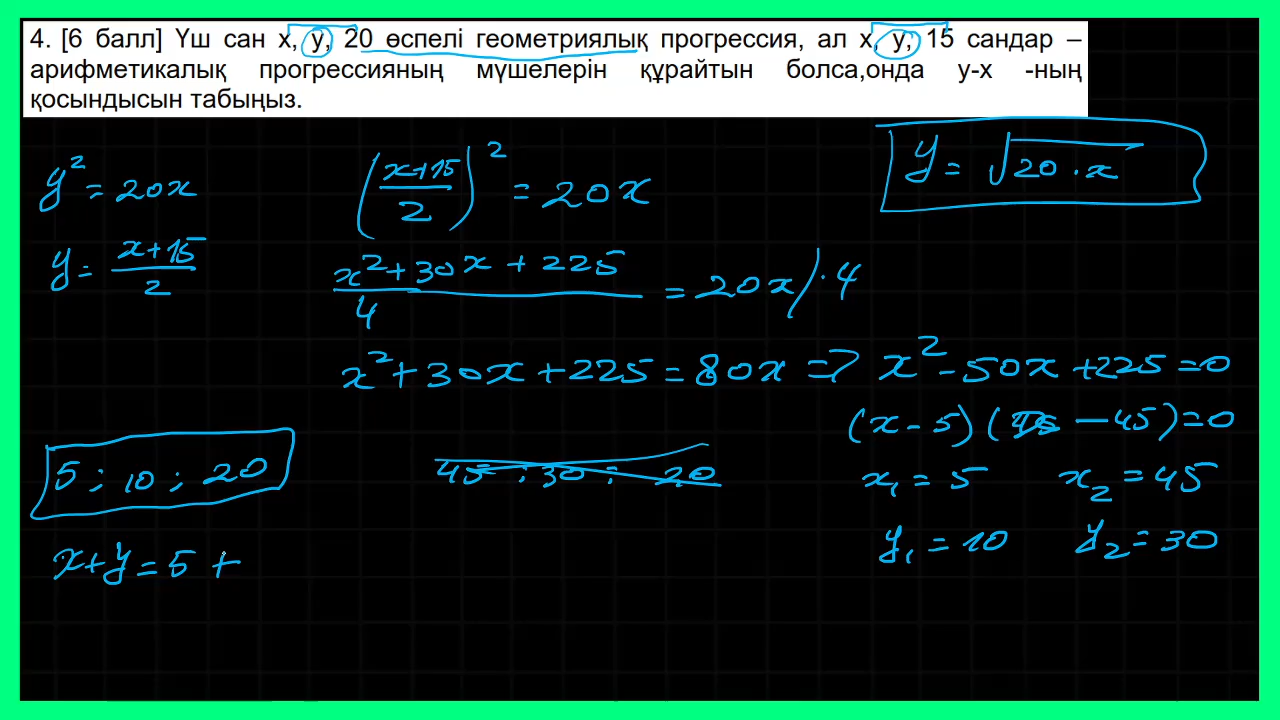 4. [6 балл] Үш сан х, у, 20 өспелі геометриялық прогрессия, ал х, у, 15 сандар –
арифметикалық прогрессияның мүшелерін құрайтын болса,онда у-х -ның
қосындысын табыңыз.
y² = 20x
y = (x+15)/2
((x+15)/2)² = 20x
(x²+30x+225)/4 = 20x/·4
x²+30x+225=80x => x²-50x+225=0
(x-5)( -45)=0
x₁=5 x₂=45
y₁=10 y₂=30
y = √20·x
5; 10; 20
45; 30; 20
x+y=5+